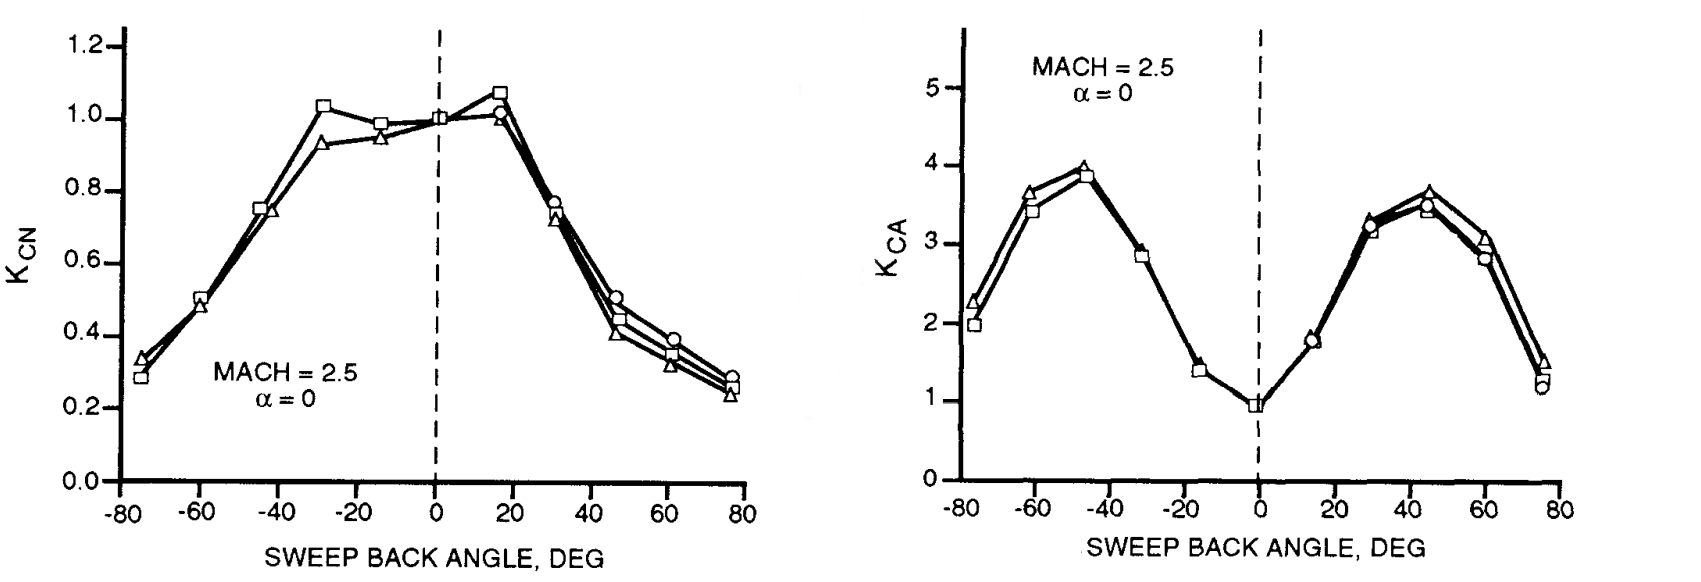 1.2
1.0
0.8
0.6
0.4
0.2
0.0
K CN
MACH = 2.5
α = 0
-80 -60 -40 -20 0 20 40 60 80
SWEEP BACK ANGLE, DEG
MACH = 2.5
α = 0
5
4
3
2
1
0
K CA
-80 -60 -40 -20 0 20 40 60 80
SWEEP BACK ANGLE, DEG